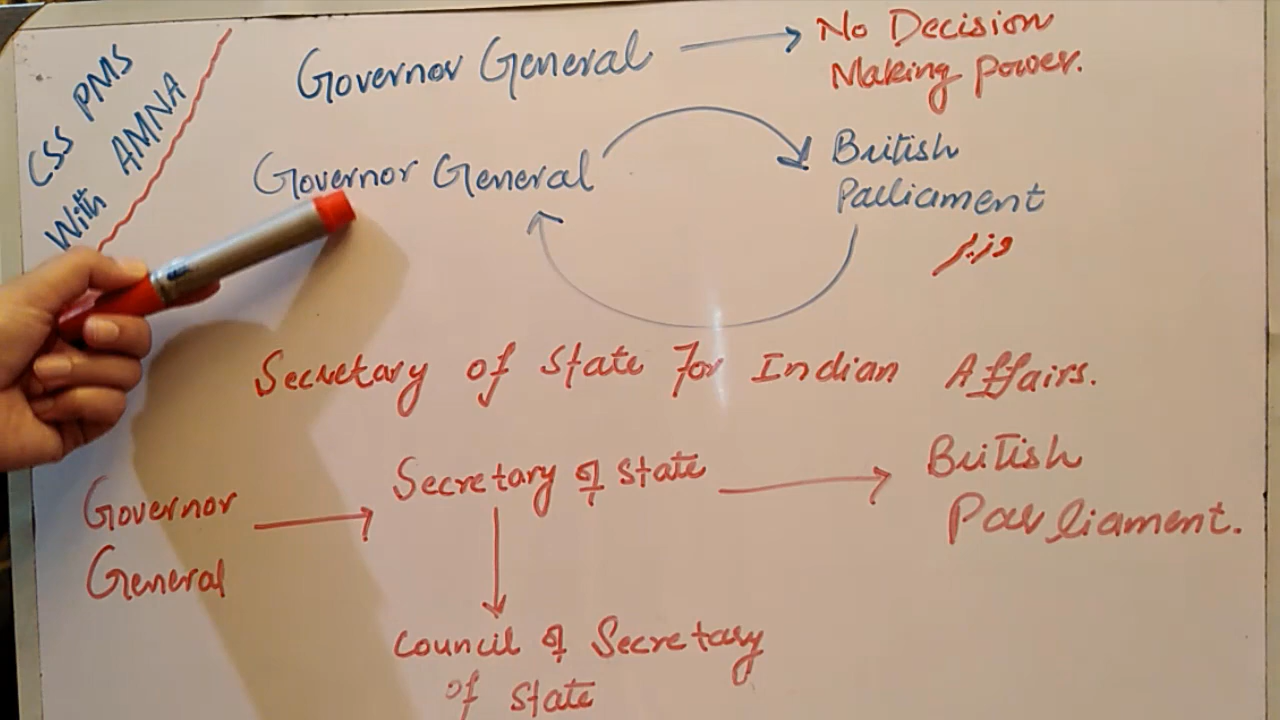 CSS PMS
With AMNA
Governor General → No Decision
Making power.
Governor General
British
Parliament
وزیر
Secretary of State For Indian Affairs.
Governor
General
Secretary of State
British
Parliament.
Council of Secretary
of State